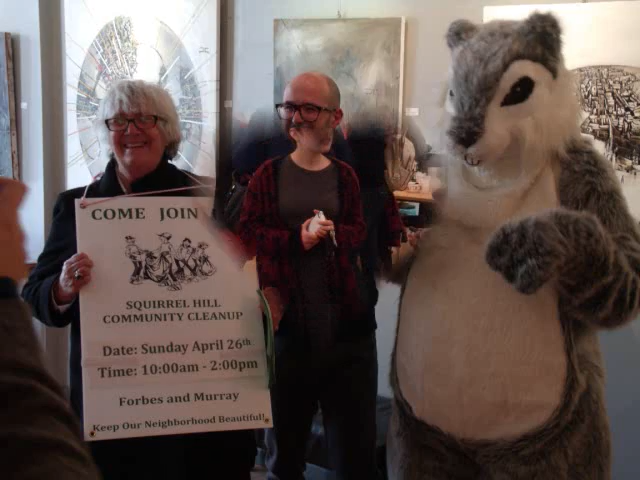 COME JOIN
SQUIRREL HILL
COMMUNITY CLEANUP
Date: Sunday April 26th
Time: 10:00am - 2:00pm
Forbes and Murray
Keep Our Neighborhood Beautiful!